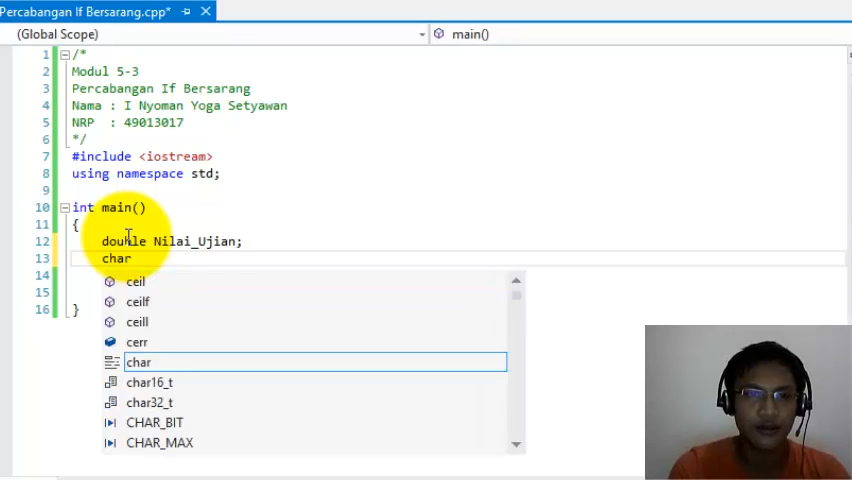 Percabangan If Bersarang.cpp*
(Global Scope)
main()
1 /*
2 Modul 5-3
3 Percabangan If Bersarang
4 Nama : I Nyoman Yoga Setyawan
5 NRP  : 49013017
6 */
7 #include <iostream>
8 using namespace std;
9
10 int main()
11 {
12 double Nilai_Ujian;
13 char
14
15
16 }
ceil
ceilf
ceill
cerr
char
char16_t
char32_t
CHAR_BIT
CHAR_MAX